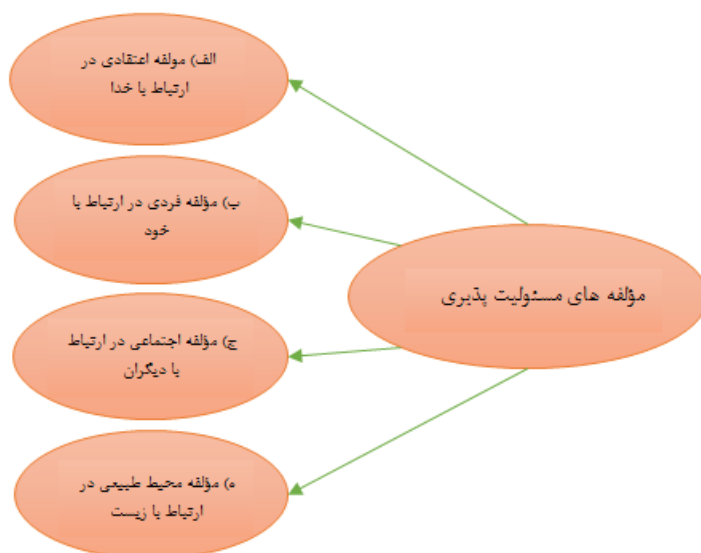 مؤلفه های مسئولیت پذیری
الف) مولفه اعتقادی در
ارتباط با خدا
ب) مؤلفه فردی در ارتباط با
خود
ج) مؤلفه اجتماعی در ارتباط
با دیگران
ه) مؤلفه محیط طبیعی در
ارتباط با زیست